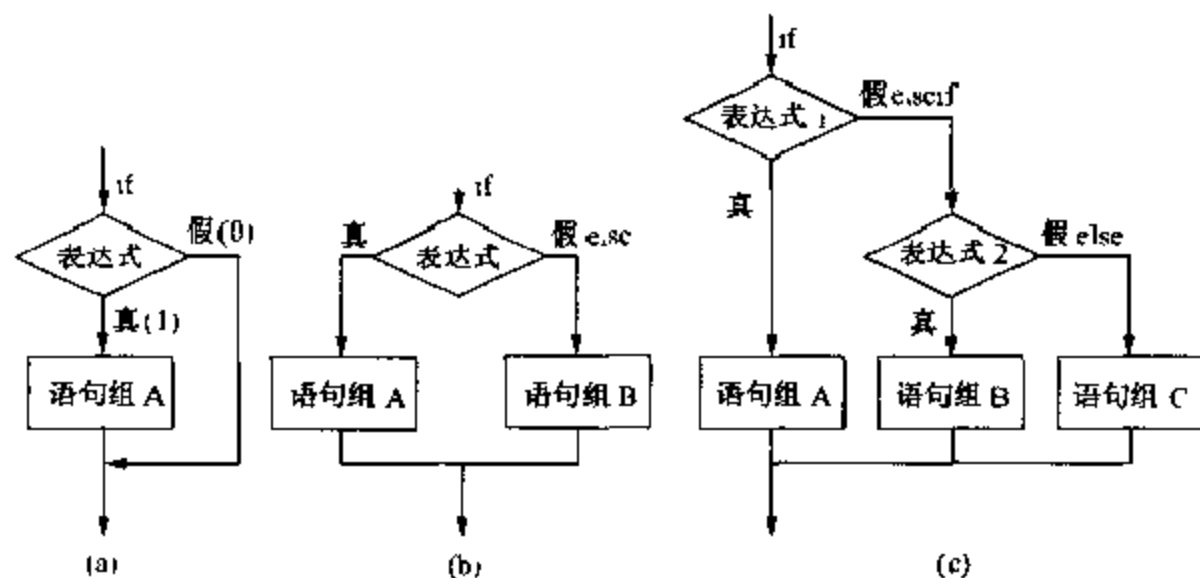 if
表达式
假(0)
真(1)
语句组 A
(a)
if
真
表达式
假 else
语句组 A
语句组 B
(b)
if
表达式 1
假 elseif
真
表达式 2
假 else
真
语句组 A
语句组 B
语句组 C
(c)